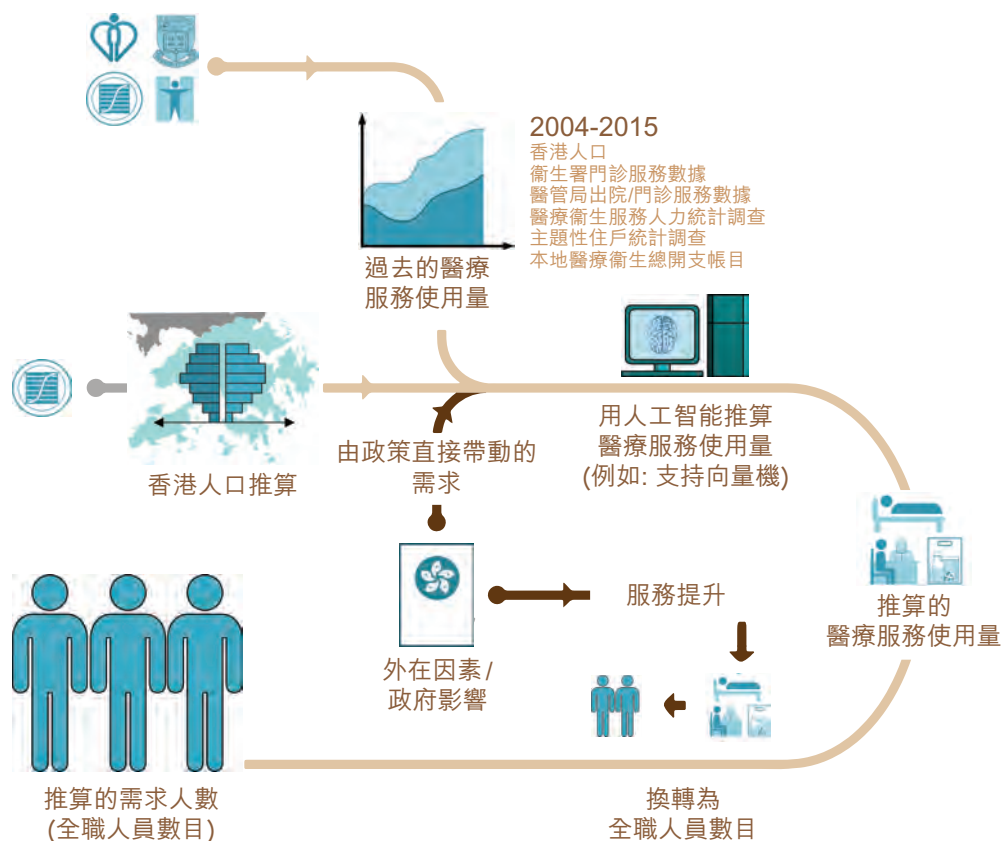 2004-2015
香港人口
衞生署門診服務數據
醫管局出院/門診服務數據
醫療衞生服務人力統計調查
主題性住戶統計調查
本地醫療衞生總開支帳目
過去的醫療
服務使用量
香港人口推算
由政策直接帶動的
需求
用人工智能推算
醫療服務使用量
(例如: 支持向量機)
外在因素/
政府影響
服務提升
推算的
醫療服務使用量
推算的需求人數
(全職人員數目)
換轉為
全職人員數目